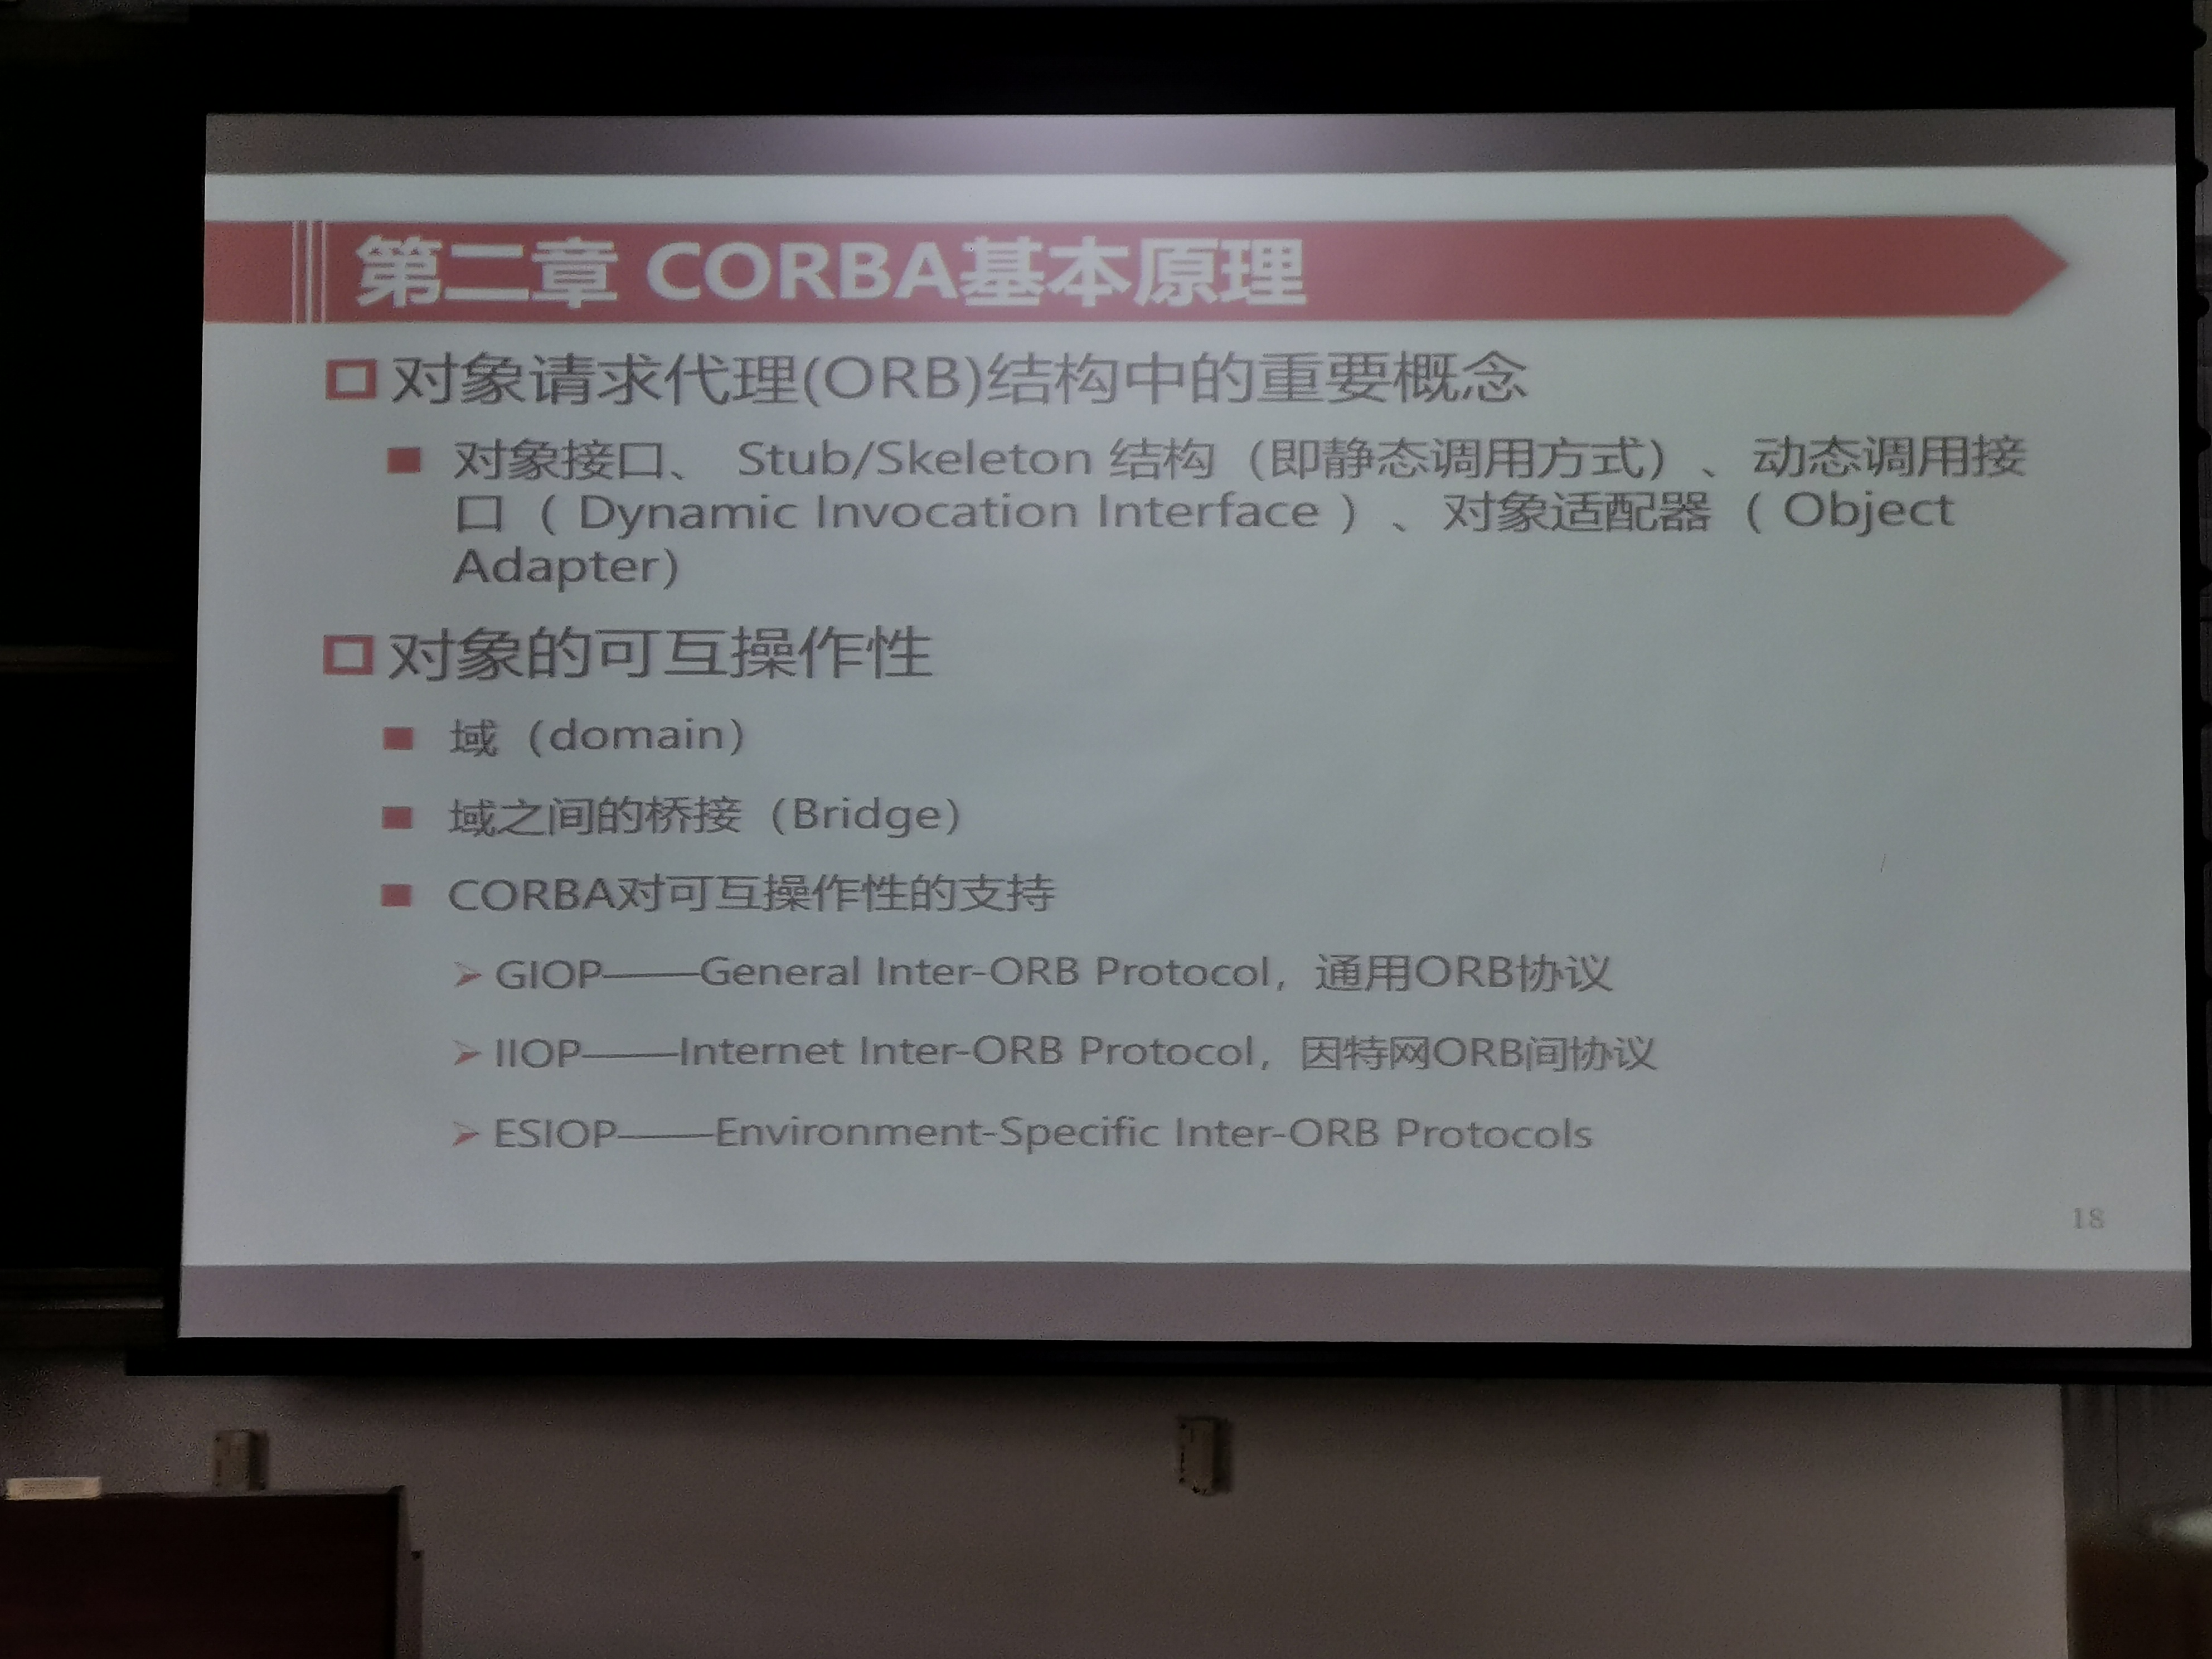 第二章 CORBA基本原理
对象请求代理(ORB)结构中的重要概念
对象接口、 Stub/Skeleton 结构（即静态调用方式）、动态调用接
口（ Dynamic Invocation Interface ）、对象适配器（ Object
Adapter)
对象的可互操作性
域（domain）
域之间的桥接（Bridge）
CORBA对可互操作性的支持
GIOP——General Inter-ORB Protocol，通用ORB协议
IIOP——Internet Inter-ORB Protocol，因特网ORB间协议
ESIOP——Environment-Specific Inter-ORB Protocols
18